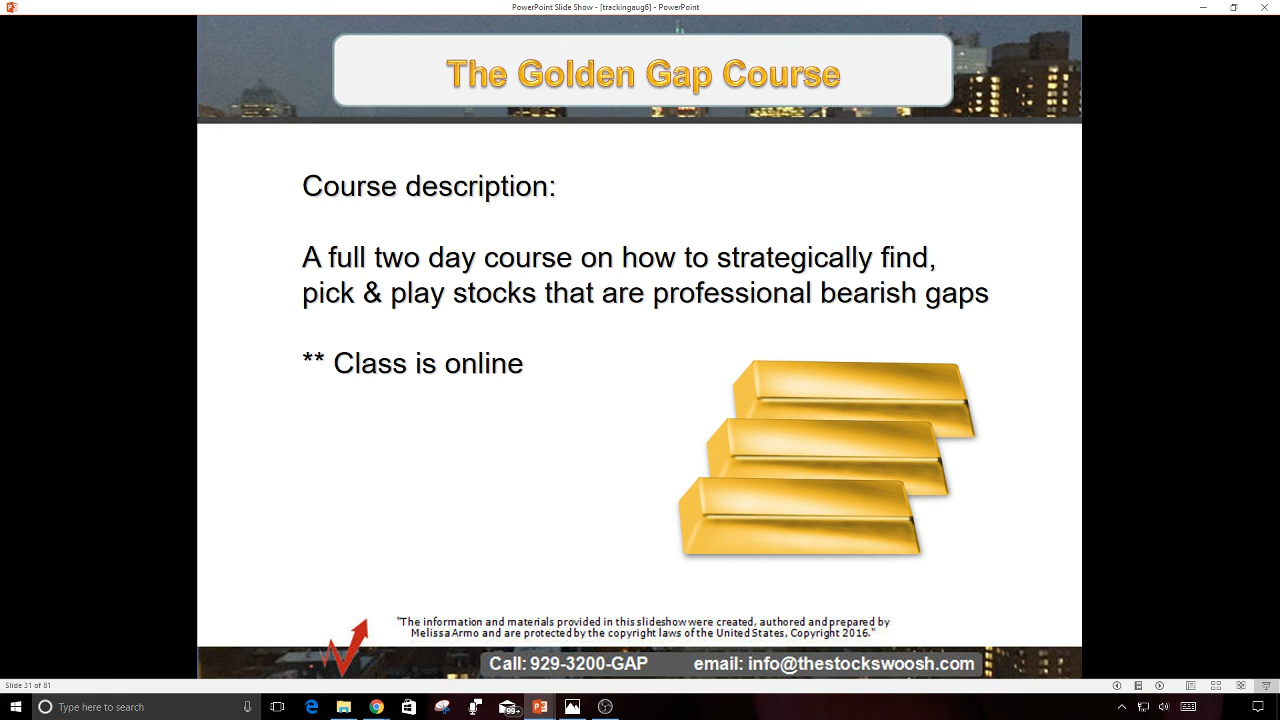 PowerPoint Slide Show - [trackingaug6] - PowerPoint
The Golden Gap Course
Course description:
A full two day course on how to strategically find,
pick & play stocks that are professional bearish gaps
** Class is online
"The information and materials provided in this slideshow were created, authored and prepared by
Melissa Armo and are protected by the copyright laws of the United States, Copyright 2016."
Call: 929-3200-GAP email: info@thestockswoosh.com
Slide 31 of 81
Type here to search
99+